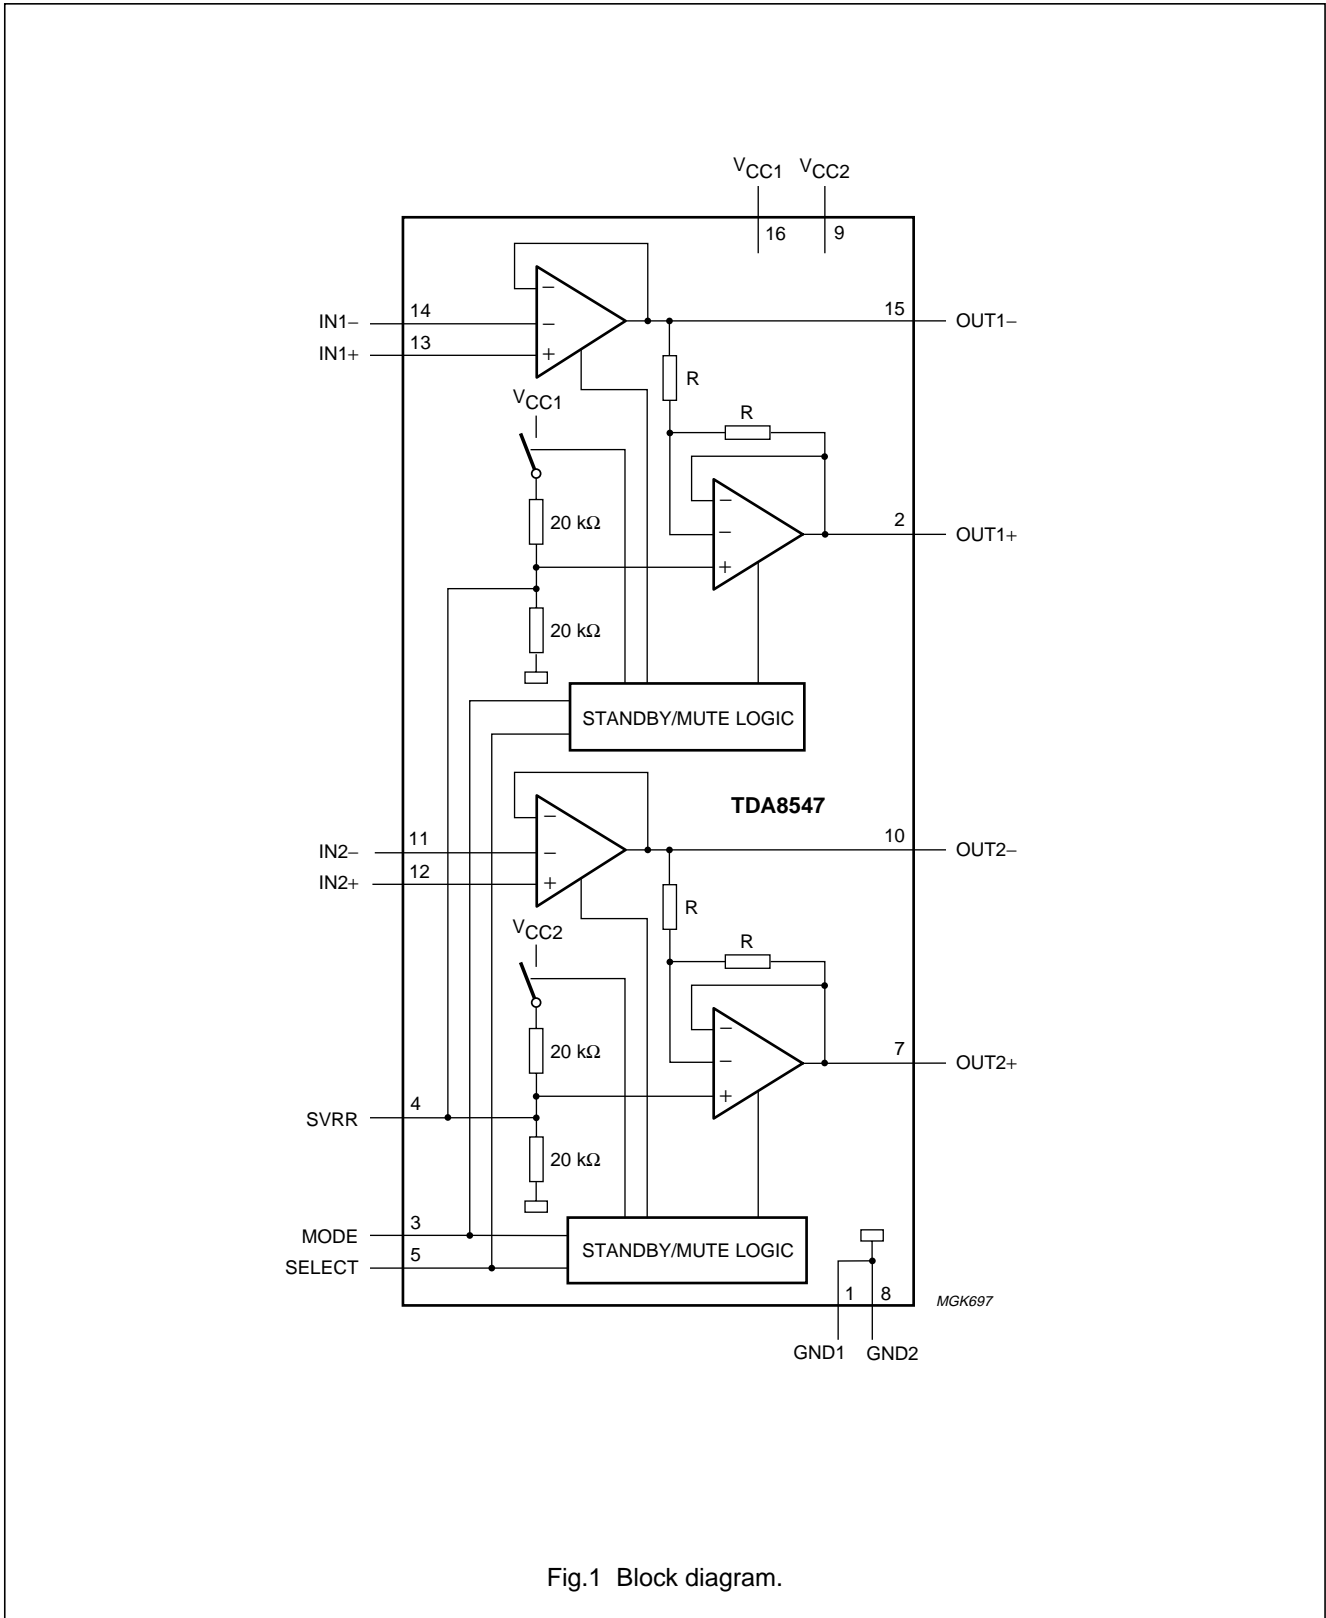 VCC1 VCC2
16 9
IN1− 14 − − 15 OUT1−
IN1+ 13 +
R
VCC1
R
20 kΩ
− − + 2 OUT1+
20 kΩ
STANDBY/MUTE LOGIC
TDA8547
IN2− 11 − − 10 OUT2−
IN2+ 12 +
R
VCC2
R
20 kΩ
− − + 7 OUT2+
SVRR 4
20 kΩ
MODE 3
STANDBY/MUTE LOGIC
SELECT 5
1 8
MGK697
GND1 GND2
Fig.1 Block diagram.